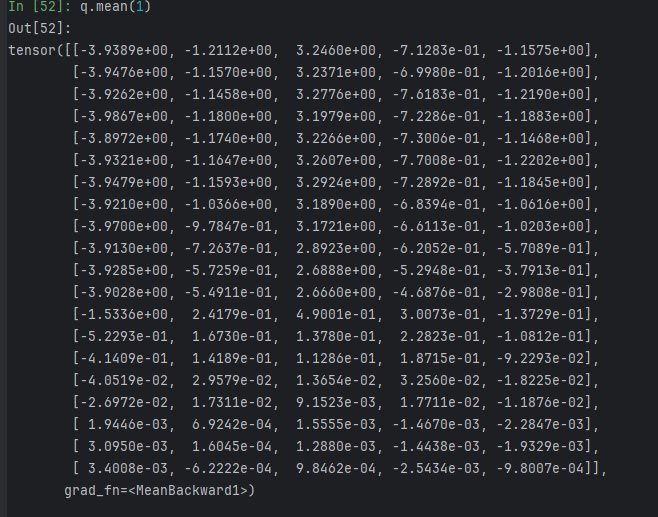 In [52]: q.mean(1)
Out[52]:
tensor([[-3.9389e+00, -1.2112e+00,  3.2460e+00, -7.1283e-01, -1.1575e+00],
        [-3.9476e+00, -1.1570e+00,  3.2371e+00, -6.9980e-01, -1.2016e+00],
        [-3.9262e+00, -1.1458e+00,  3.2776e+00, -7.6183e-01, -1.2190e+00],
        [-3.9867e+00, -1.1800e+00,  3.1979e+00, -7.2286e-01, -1.1883e+00],
        [-3.8972e+00, -1.1740e+00,  3.2266e+00, -7.3006e-01, -1.1468e+00],
        [-3.9321e+00, -1.1647e+00,  3.2607e+00, -7.7008e-01, -1.2202e+00],
        [-3.9479e+00, -1.1593e+00,  3.2924e+00, -7.2892e-01, -1.1845e+00],
        [-3.9210e+00, -1.0366e+00,  3.1890e+00, -6.8394e-01, -1.0616e+00],
        [-3.9700e+00, -9.7847e-01,  3.1721e+00, -6.6113e-01, -1.0203e+00],
        [-3.9130e+00, -7.2637e-01,  2.8923e+00, -6.2052e-01, -5.7089e-01],
        [-3.9285e+00, -5.7259e-01,  2.6888e+00, -5.2948e-01, -3.7913e-01],
        [-3.9028e+00, -5.4911e-01,  2.6660e+00, -4.6876e-01, -2.9808e-01],
        [-1.5336e+00,  2.4179e-01,  4.9001e-01,  3.0073e-01, -1.3729e-01],
        [-5.2293e-01,  1.6730e-01,  1.3780e-01,  2.2823e-01, -1.0812e-01],
        [-4.1409e-01,  1.4189e-01,  1.1286e-01,  1.8715e-01, -9.2293e-02],
        [-4.0519e-02,  2.9579e-02,  1.3654e-02,  3.2560e-02, -1.8225e-02],
        [-2.6972e-02,  1.7311e-02,  9.1523e-03,  1.7711e-02, -1.1876e-02],
        [ 1.9446e-03,  6.9242e-04,  1.5555e-03, -1.4670e-03, -2.2847e-03],
        [ 3.0950e-03,  1.6045e-04,  1.2880e-03, -1.4438e-03, -1.9329e-03],
        [ 3.4008e-03, -6.2222e-04,  9.8462e-04, -2.5434e-03, -9.8007e-04]],
       grad_fn=<MeanBackward1>)